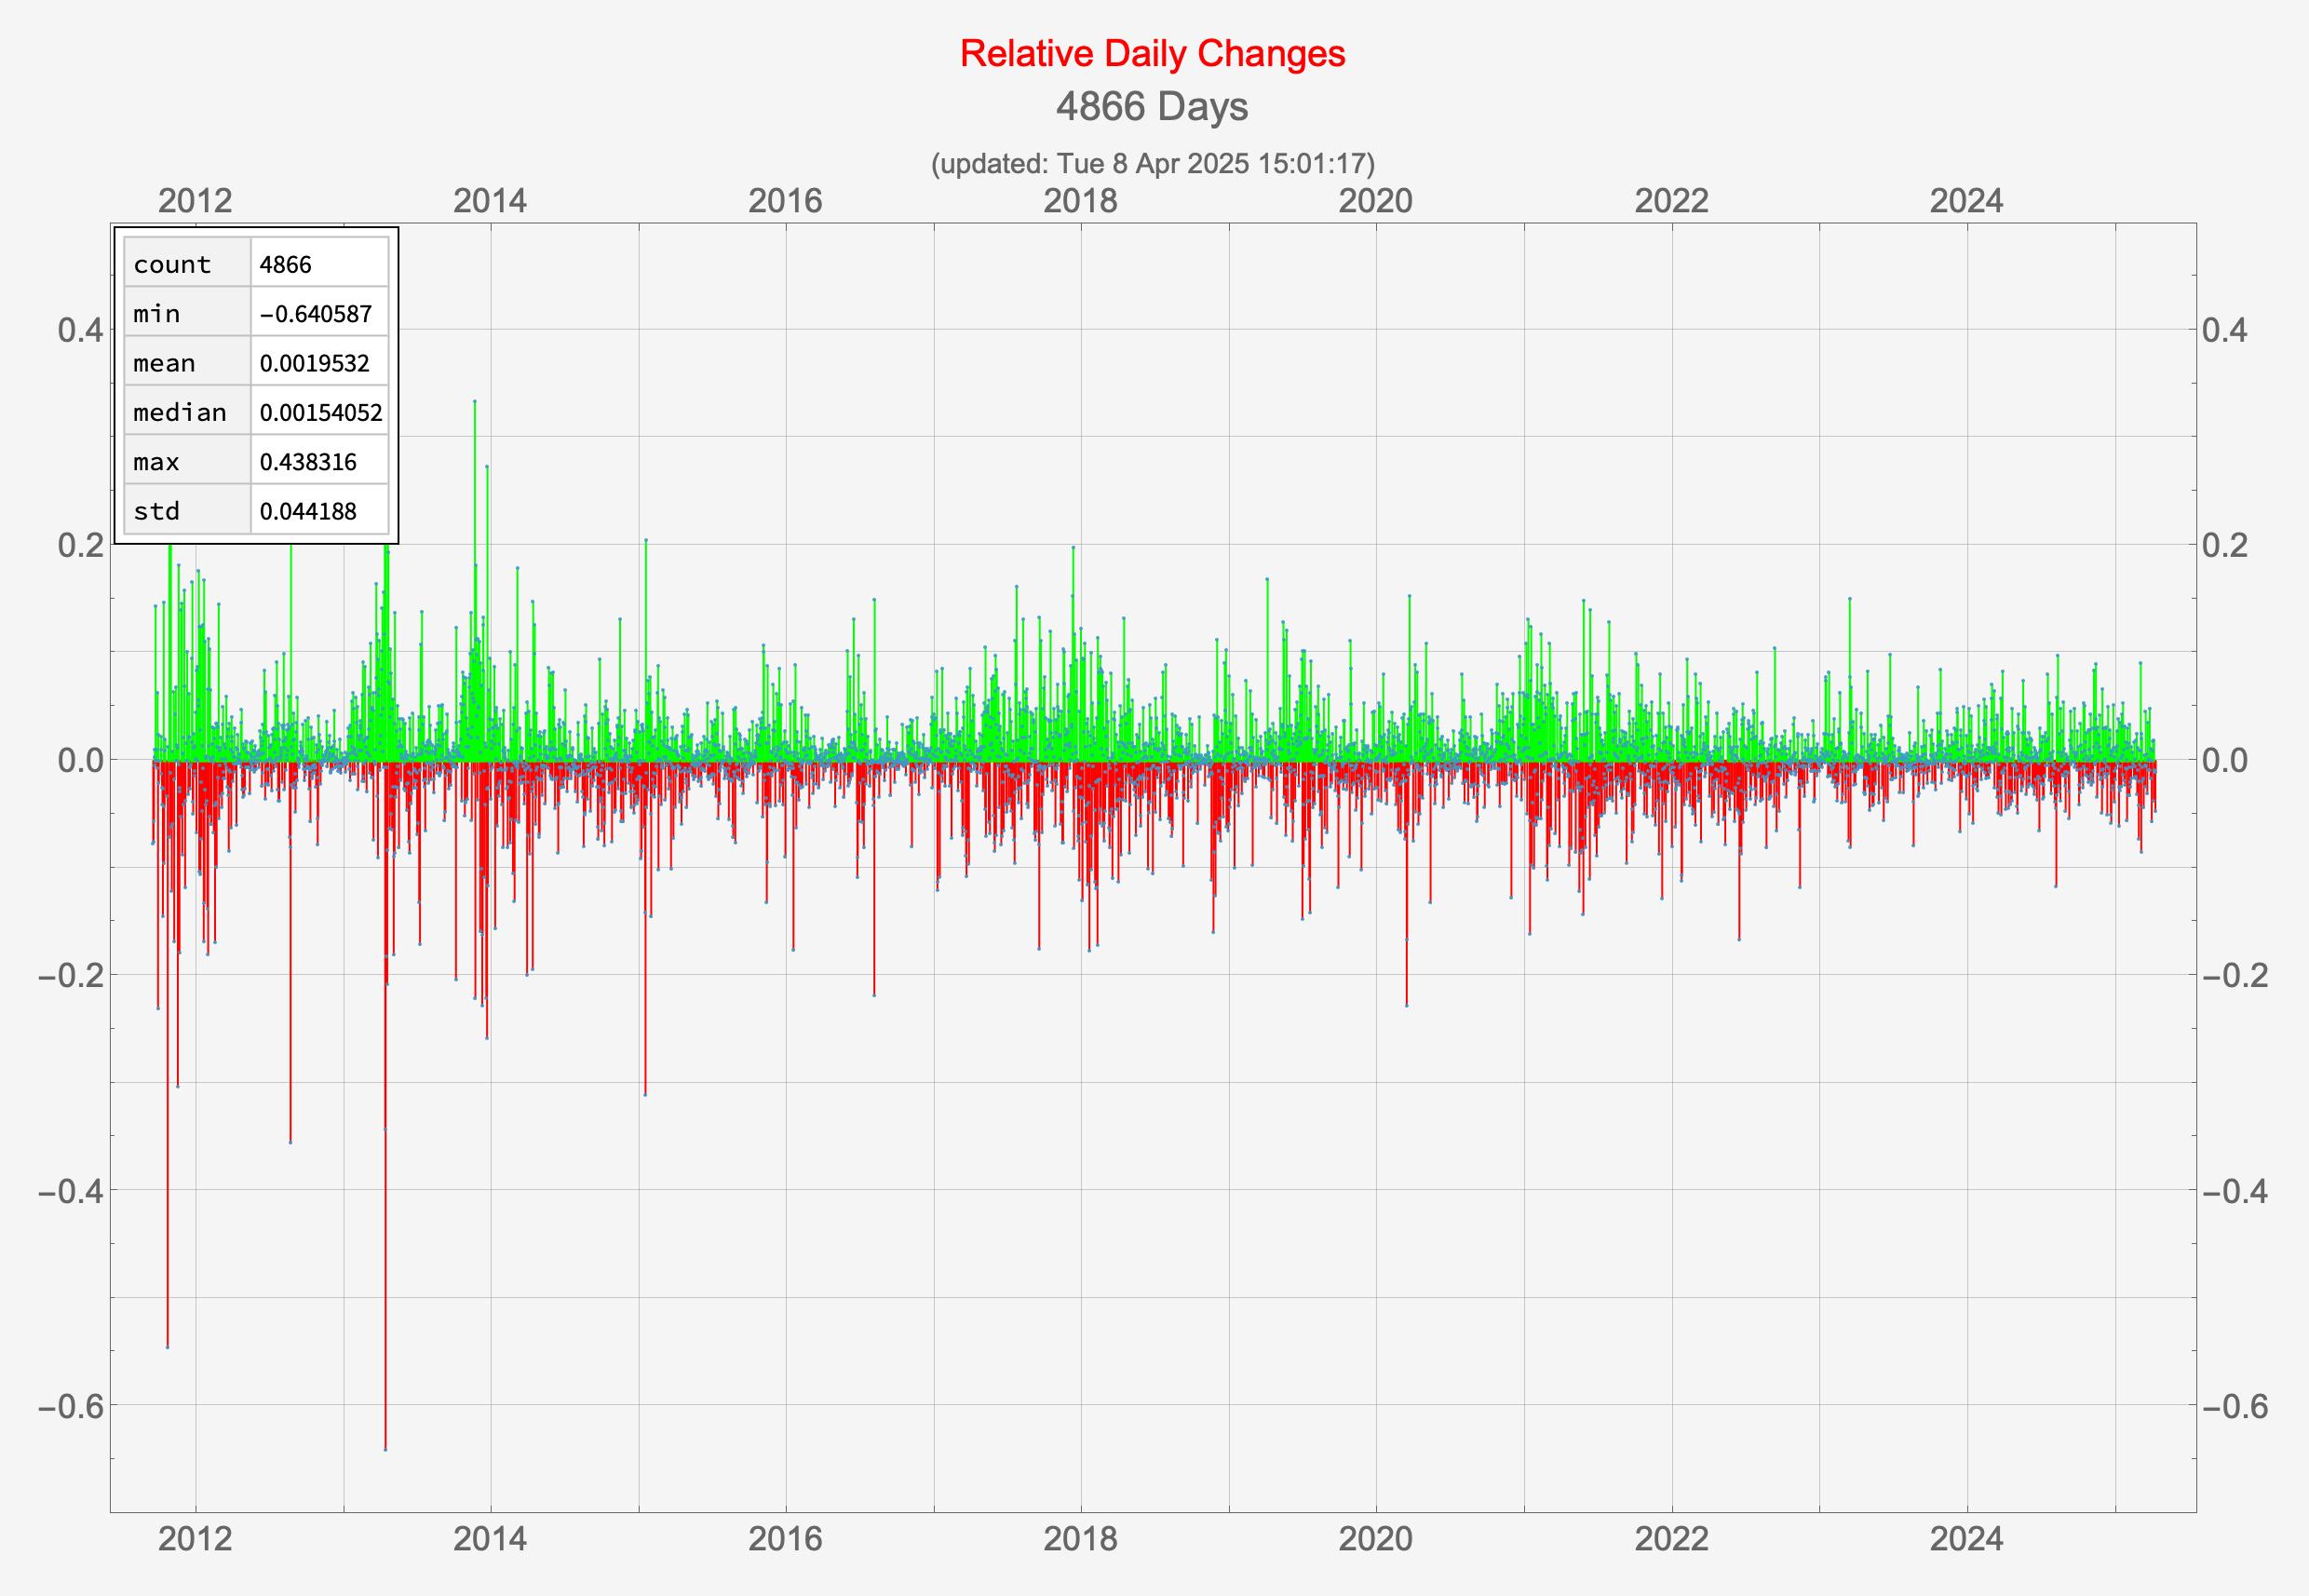 Relative Daily Changes
4866 Days
(updated: Tue 8 Apr 2025 15:01:17)
2012 2014 2016 2018 2020 2022 2024
count 4866
min −0.640587
mean 0.0019532
median 0.00154052
max 0.438316
std 0.044188
0.4 0.4
0.2 0.2
0.0 0.0
−0.2 −0.2
−0.4 −0.4
−0.6 −0.6
2012 2014 2016 2018 2020 2022 2024